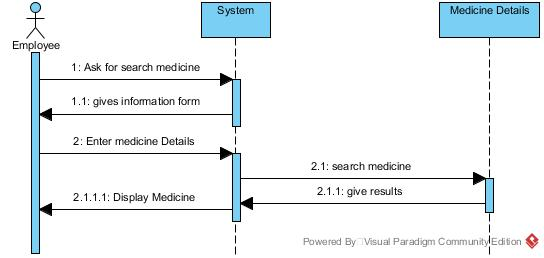 System
Medicine Details
Employee
1: Ask for search medicine
1.1: gives information form
2: Enter medicine Details
2.1: search medicine
2.1.1: give results
2.1.1.1: Display Medicine
Powered By Visual Paradigm Community Edition